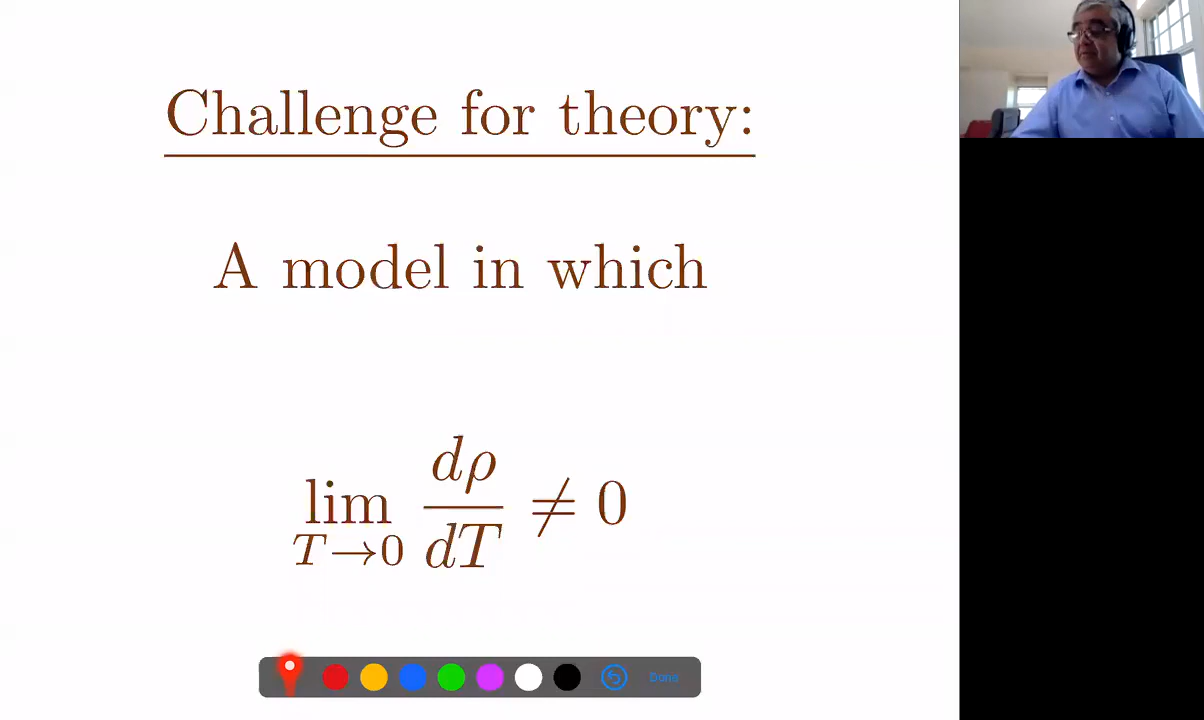 Challenge for theory:
A model in which
lim_{T→0} dρ/dT ≠ 0
Done